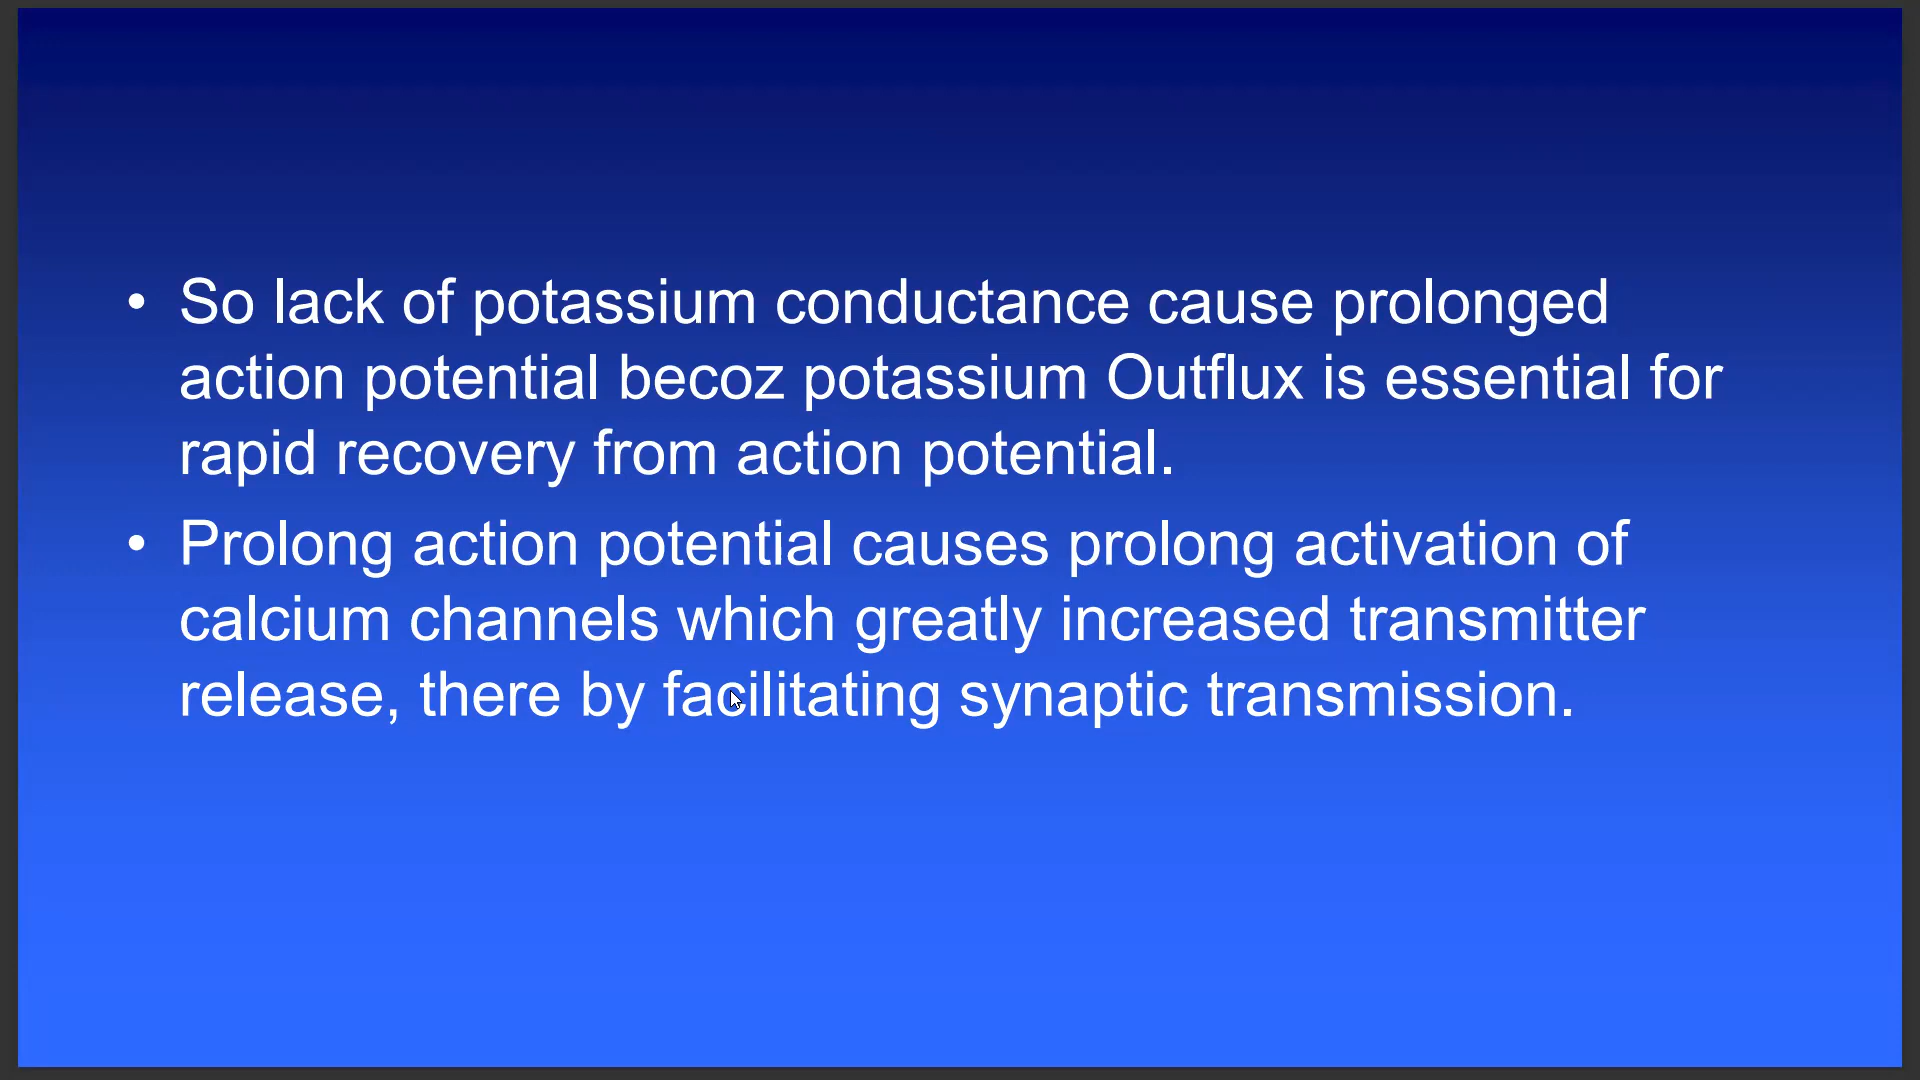 • So lack of potassium conductance cause prolonged
action potential becoz potassium Outflux is essential for
rapid recovery from action potential.
• Prolong action potential causes prolong activation of
calcium channels which greatly increased transmitter
release, there by facilitating synaptic transmission.